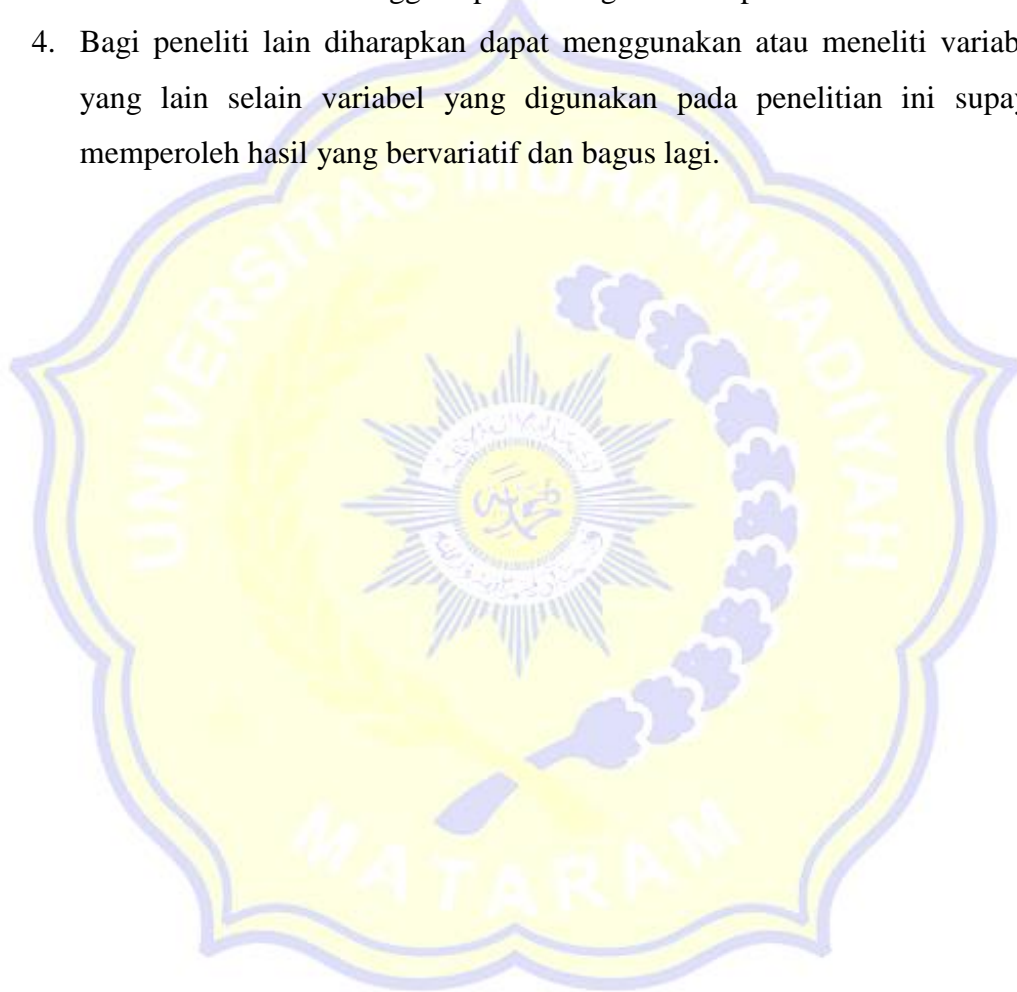 4. Bagi peneliti lain diharapkan dapat menggunakan atau meneliti variab
yang lain selain variabel yang digunakan pada penelitian ini supay
memperoleh hasil yang bervariatif dan bagus lagi.
UNIVERSITAS MUHAMMADIYAH
MATARAM